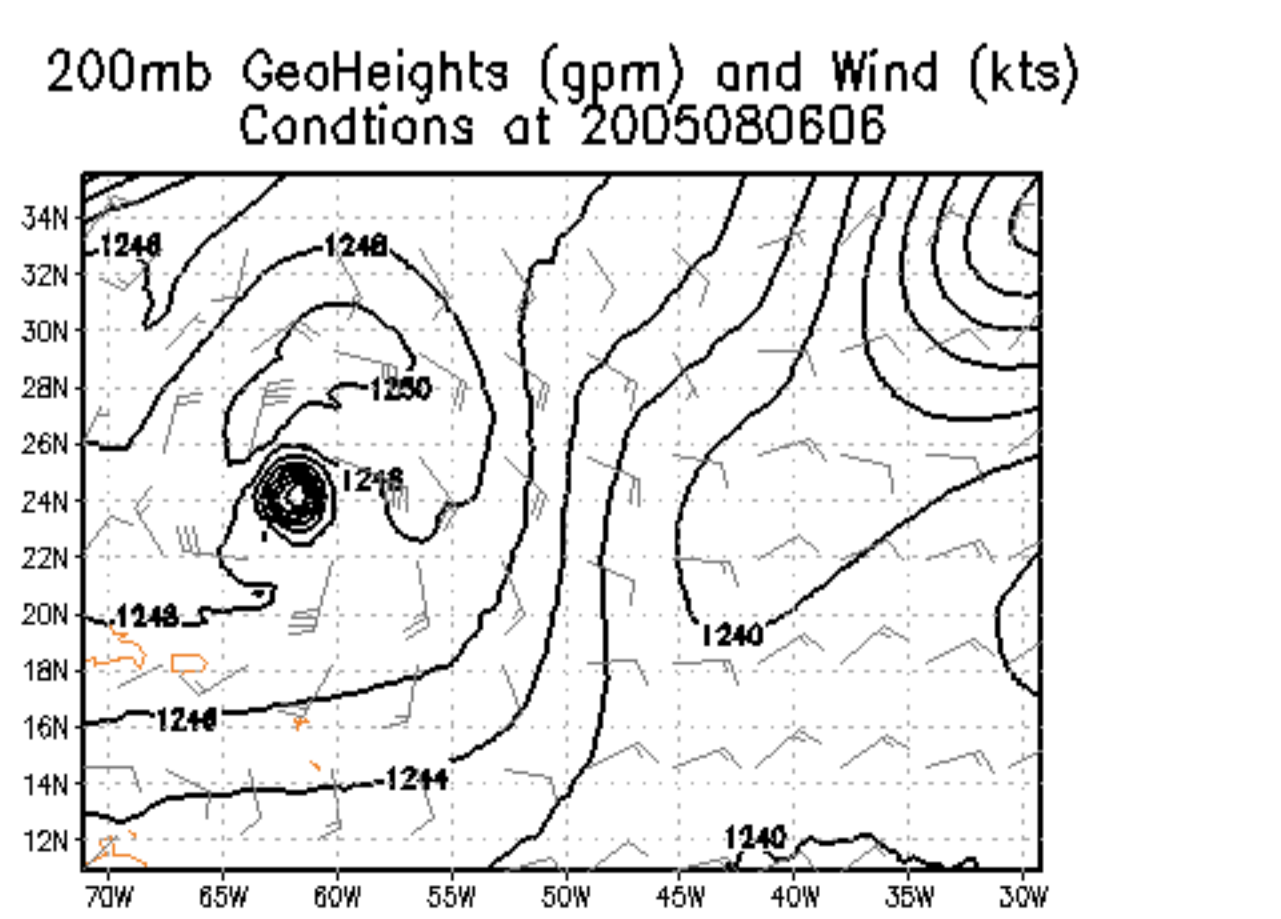 200mb GeoHeights (gpm) and Wind (kts)
Condtions at 2005080606
34N
32N
30N
28N
26N
24N
22N
20N
18N
16N
14N
12N
1248
1250
1248
1248
1240
1246
1244
1240
70W 65W 60W 55W 50W 45W 40W 35W 30W